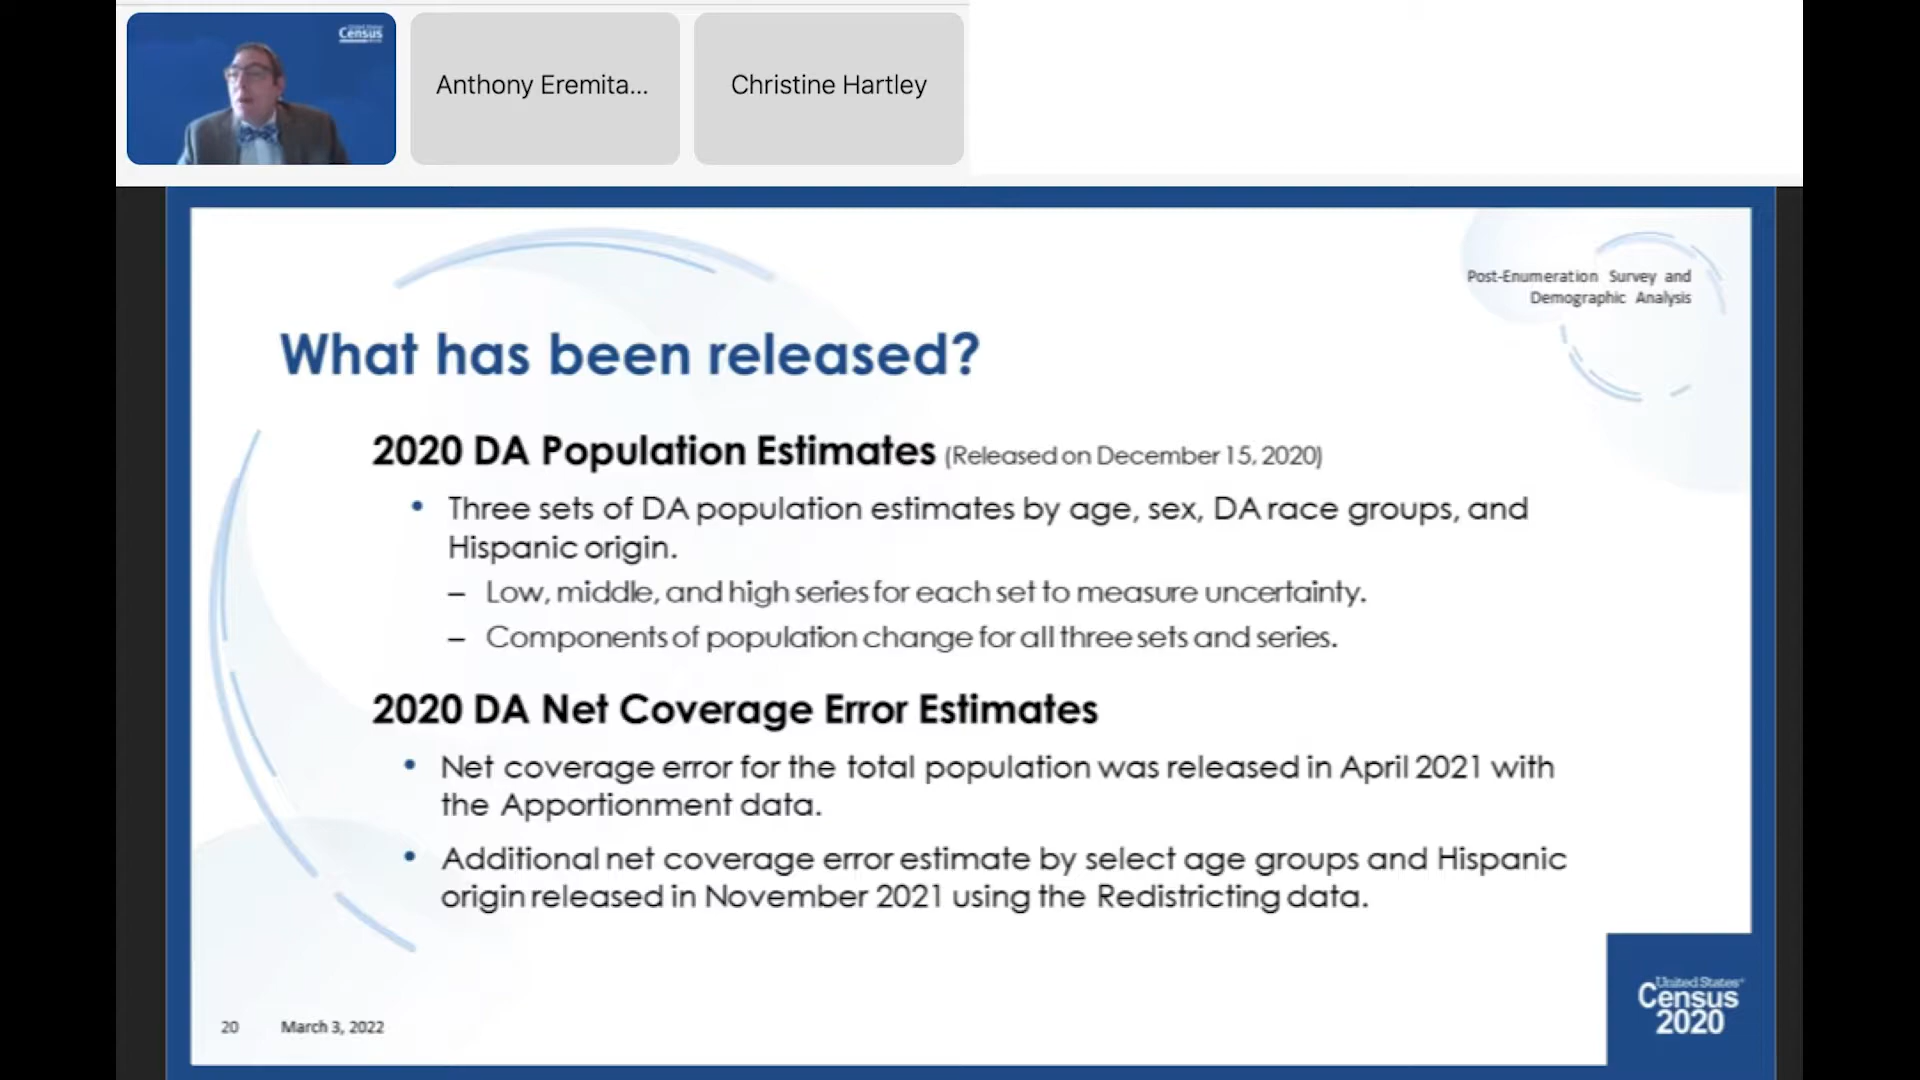 Census
Anthony Eremita...
Christine Hartley
Post-Enumeration Survey and
Demographic Analysis
What has been released?
2020 DA Population Estimates (Released on December 15, 2020)
• Three sets of DA population estimates by age, sex, DA race groups, and
Hispanic origin.
– Low, middle, and high series for each set to measure uncertainty.
– Components of population change for all three sets and series.
2020 DA Net Coverage Error Estimates
• Net coverage error for the total population was released in April 2021 with
the Apportionment data.
• Additional net coverage error estimate by select age groups and Hispanic
origin released in November 2021 using the Redistricting data.
20 March 3, 2022
United States®
Census
2020